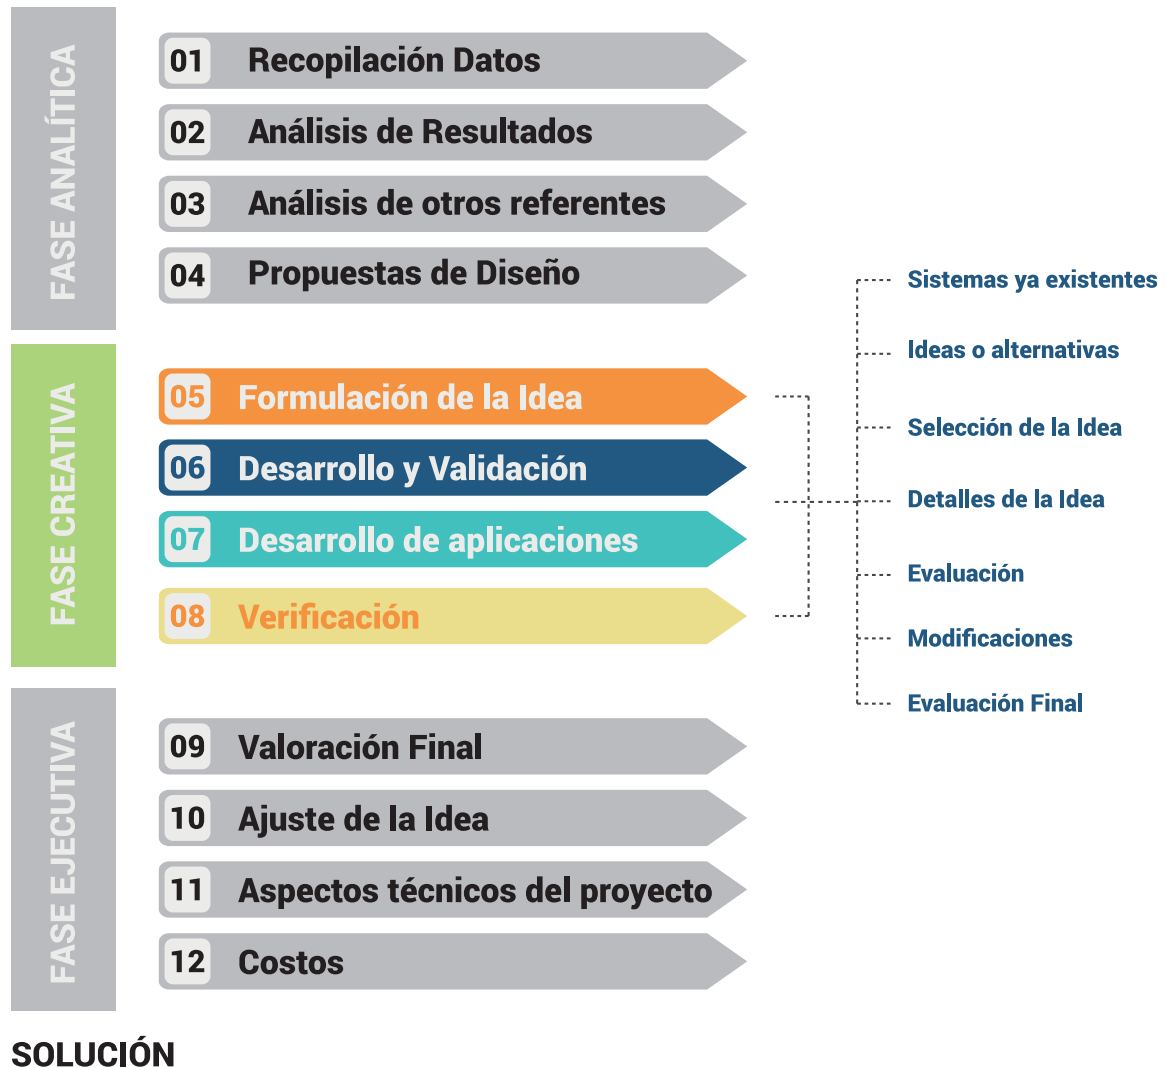 FASE ANALÍTICA
01 Recopilación Datos
02 Análisis de Resultados
03 Análisis de otros referentes
04 Propuestas de Diseño
FASE CREATIVA
05 Formulación de la Idea
06 Desarrollo y Validación
07 Desarrollo de aplicaciones
08 Verificación
Sistemas ya existentes
Ideas o alternativas
Selección de la Idea
Detalles de la Idea
Evaluación
Modificaciones
Evaluación Final
FASE EJECUTIVA
09 Valoración Final
10 Ajuste de la Idea
11 Aspectos técnicos del proyecto
12 Costos
SOLUCIÓN